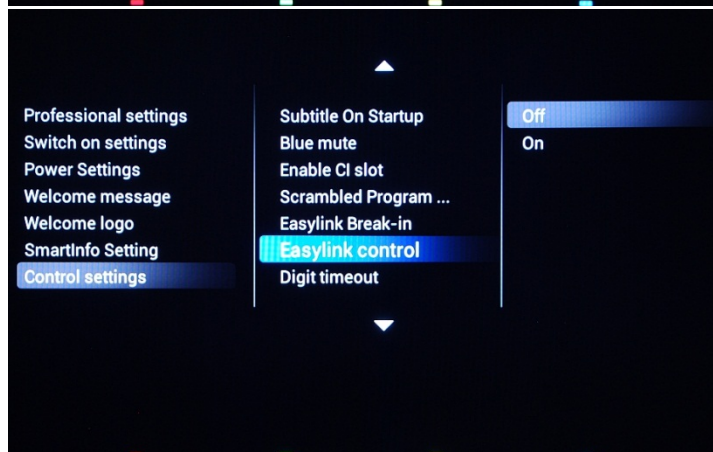 Professional settings
Switch on settings
Power Settings
Welcome message
Welcome logo
SmartInfo Setting
Control settings
Subtitle On Startup
Blue mute
Enable CI slot
Scrambled Program ...
Easylink Break-in
Easylink control
Digit timeout
Off
On